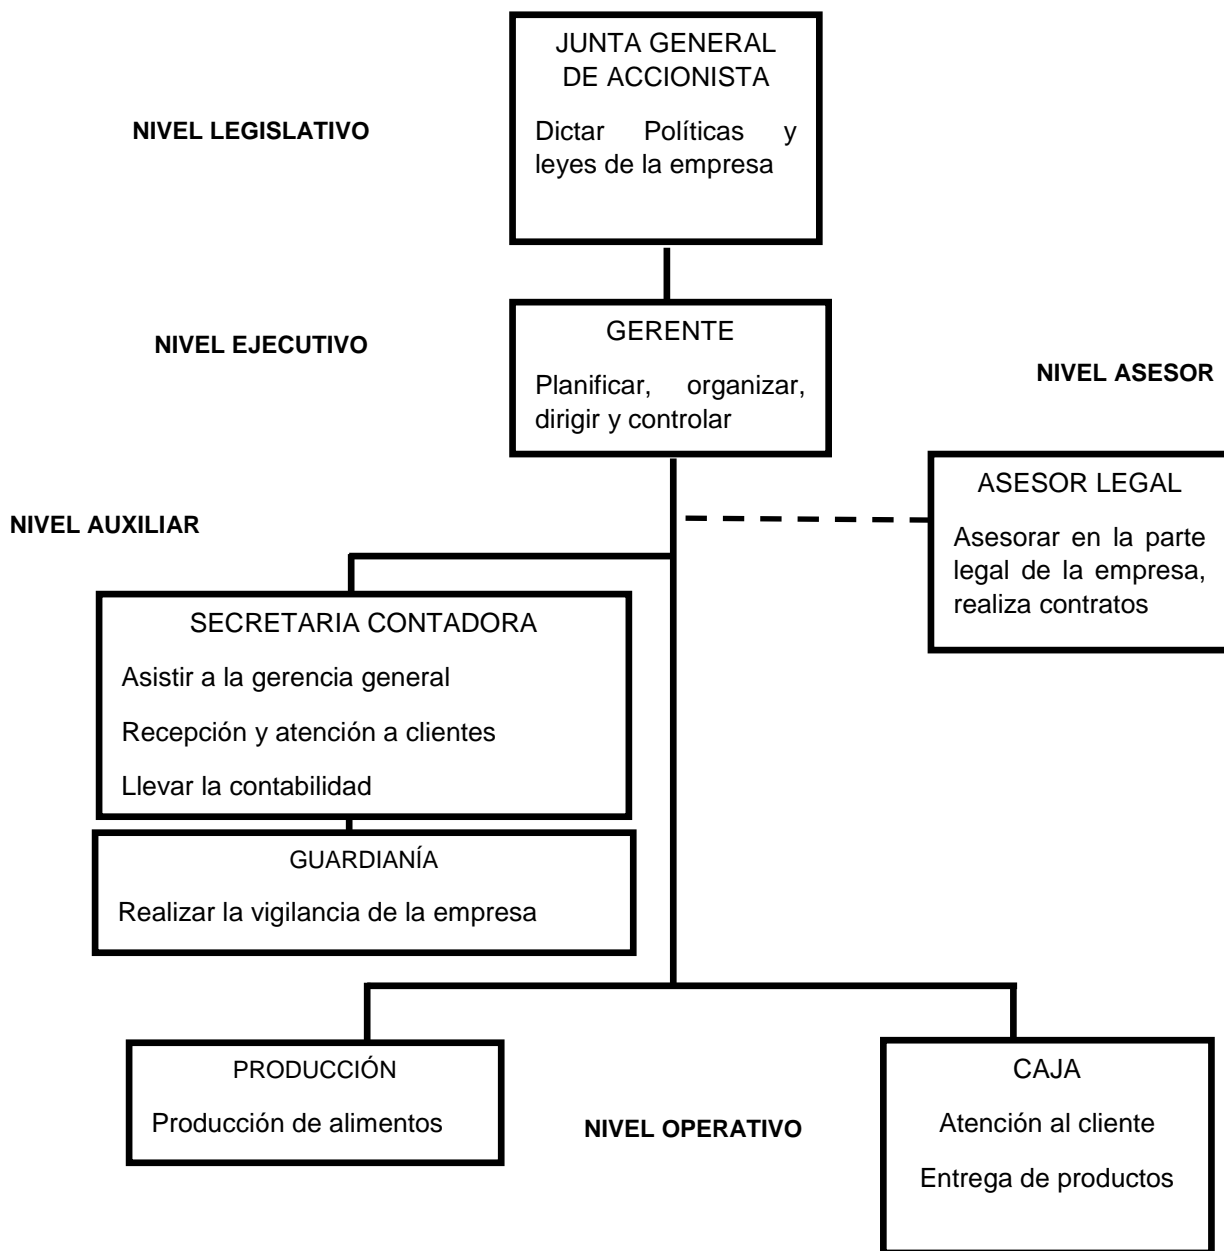 JUNTA GENERAL
DE ACCIONISTA
Dictar Políticas y
leyes de la empresa
NIVEL LEGISLATIVO
GERENTE
Planificar, organizar,
dirigir y controlar
NIVEL EJECUTIVO
NIVEL ASESOR
ASESOR LEGAL
Asesorar en la parte
legal de la empresa,
realiza contratos
NIVEL AUXILIAR
SECRETARIA CONTADORA
Asistir a la gerencia general
Recepción y atención a clientes
Llevar la contabilidad
GUARDIANÍA
Realizar la vigilancia de la empresa
PRODUCCIÓN
Producción de alimentos
NIVEL OPERATIVO
CAJA
Atención al cliente
Entrega de productos